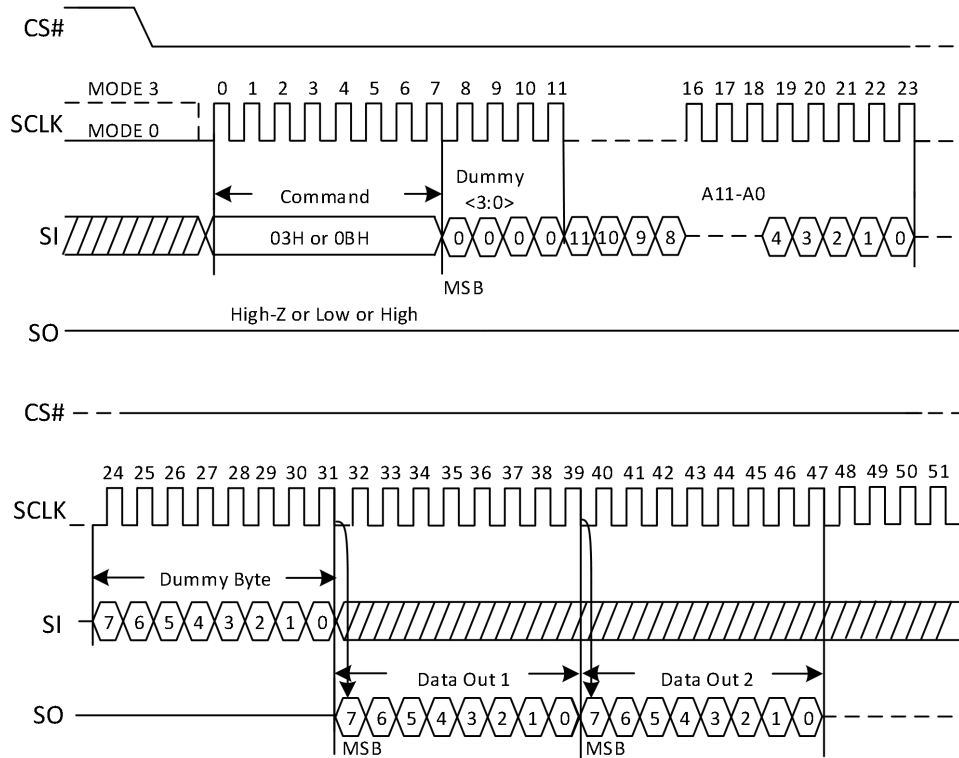 CS#
MODE 3 0 1 2 3 4 5 6 7 8 9 10 11 16 17 18 19 20 21 22 23
SCLK
MODE 0
Command Dummy <3:0> A11-A0
SI 03H or 0BH 0 0 0 0 11 10 9 8 4 3 2 1 0
MSB
High-Z or Low or High
SO
CS#
24 25 26 27 28 29 30 31 32 33 34 35 36 37 38 39 40 41 42 43 44 45 46 47 48 49 50 51
SCLK
Dummy Byte
SI 7 6 5 4 3 2 1 0
Data Out 1 Data Out 2
SO 7 6 5 4 3 2 1 0 7 6 5 4 3 2 1 0
MSB MSB